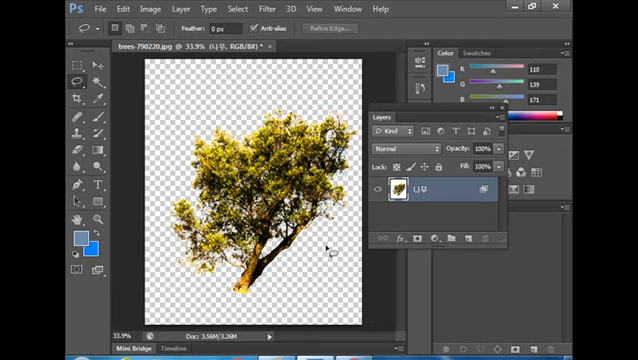 Ps File Edit Image Layer Select Filter 3D View Window Help
Feather: 0 px Anti-alias Refine Edge...
trees-790220.jpg @ 33.9% (나무, RGB/8#) *
Color Swatches
R 110
G 139
B 171
Layers
Kind
Normal Opacity: 100%
Lock: Fill: 100%
나무
fx
33.9% Doc: 3.56M/3.26M
Mini Bridge Timeline